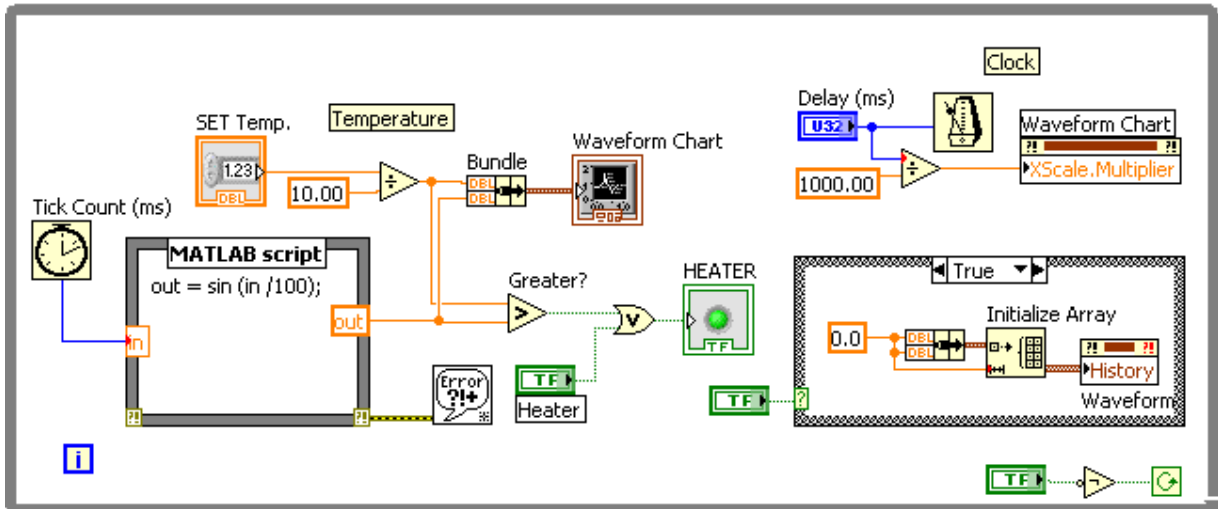 Clock
Delay (ms)
U32
Waveform Chart
XScale.Multiplier
1000.00
SET Temp.
Temperature
1.23
DBL
10.00
Bundle
DBL
DBL
Waveform Chart
Tick Count (ms)
MATLAB script
out = sin (in /100);
in
out
Greater?
>
V
HEATER
TF
Error
?!+
TF
Heater
?!
?!
i
True
0.0
DBL
DBL
Initialize Array
?!
?!
History
Waveform
TF
?
TF